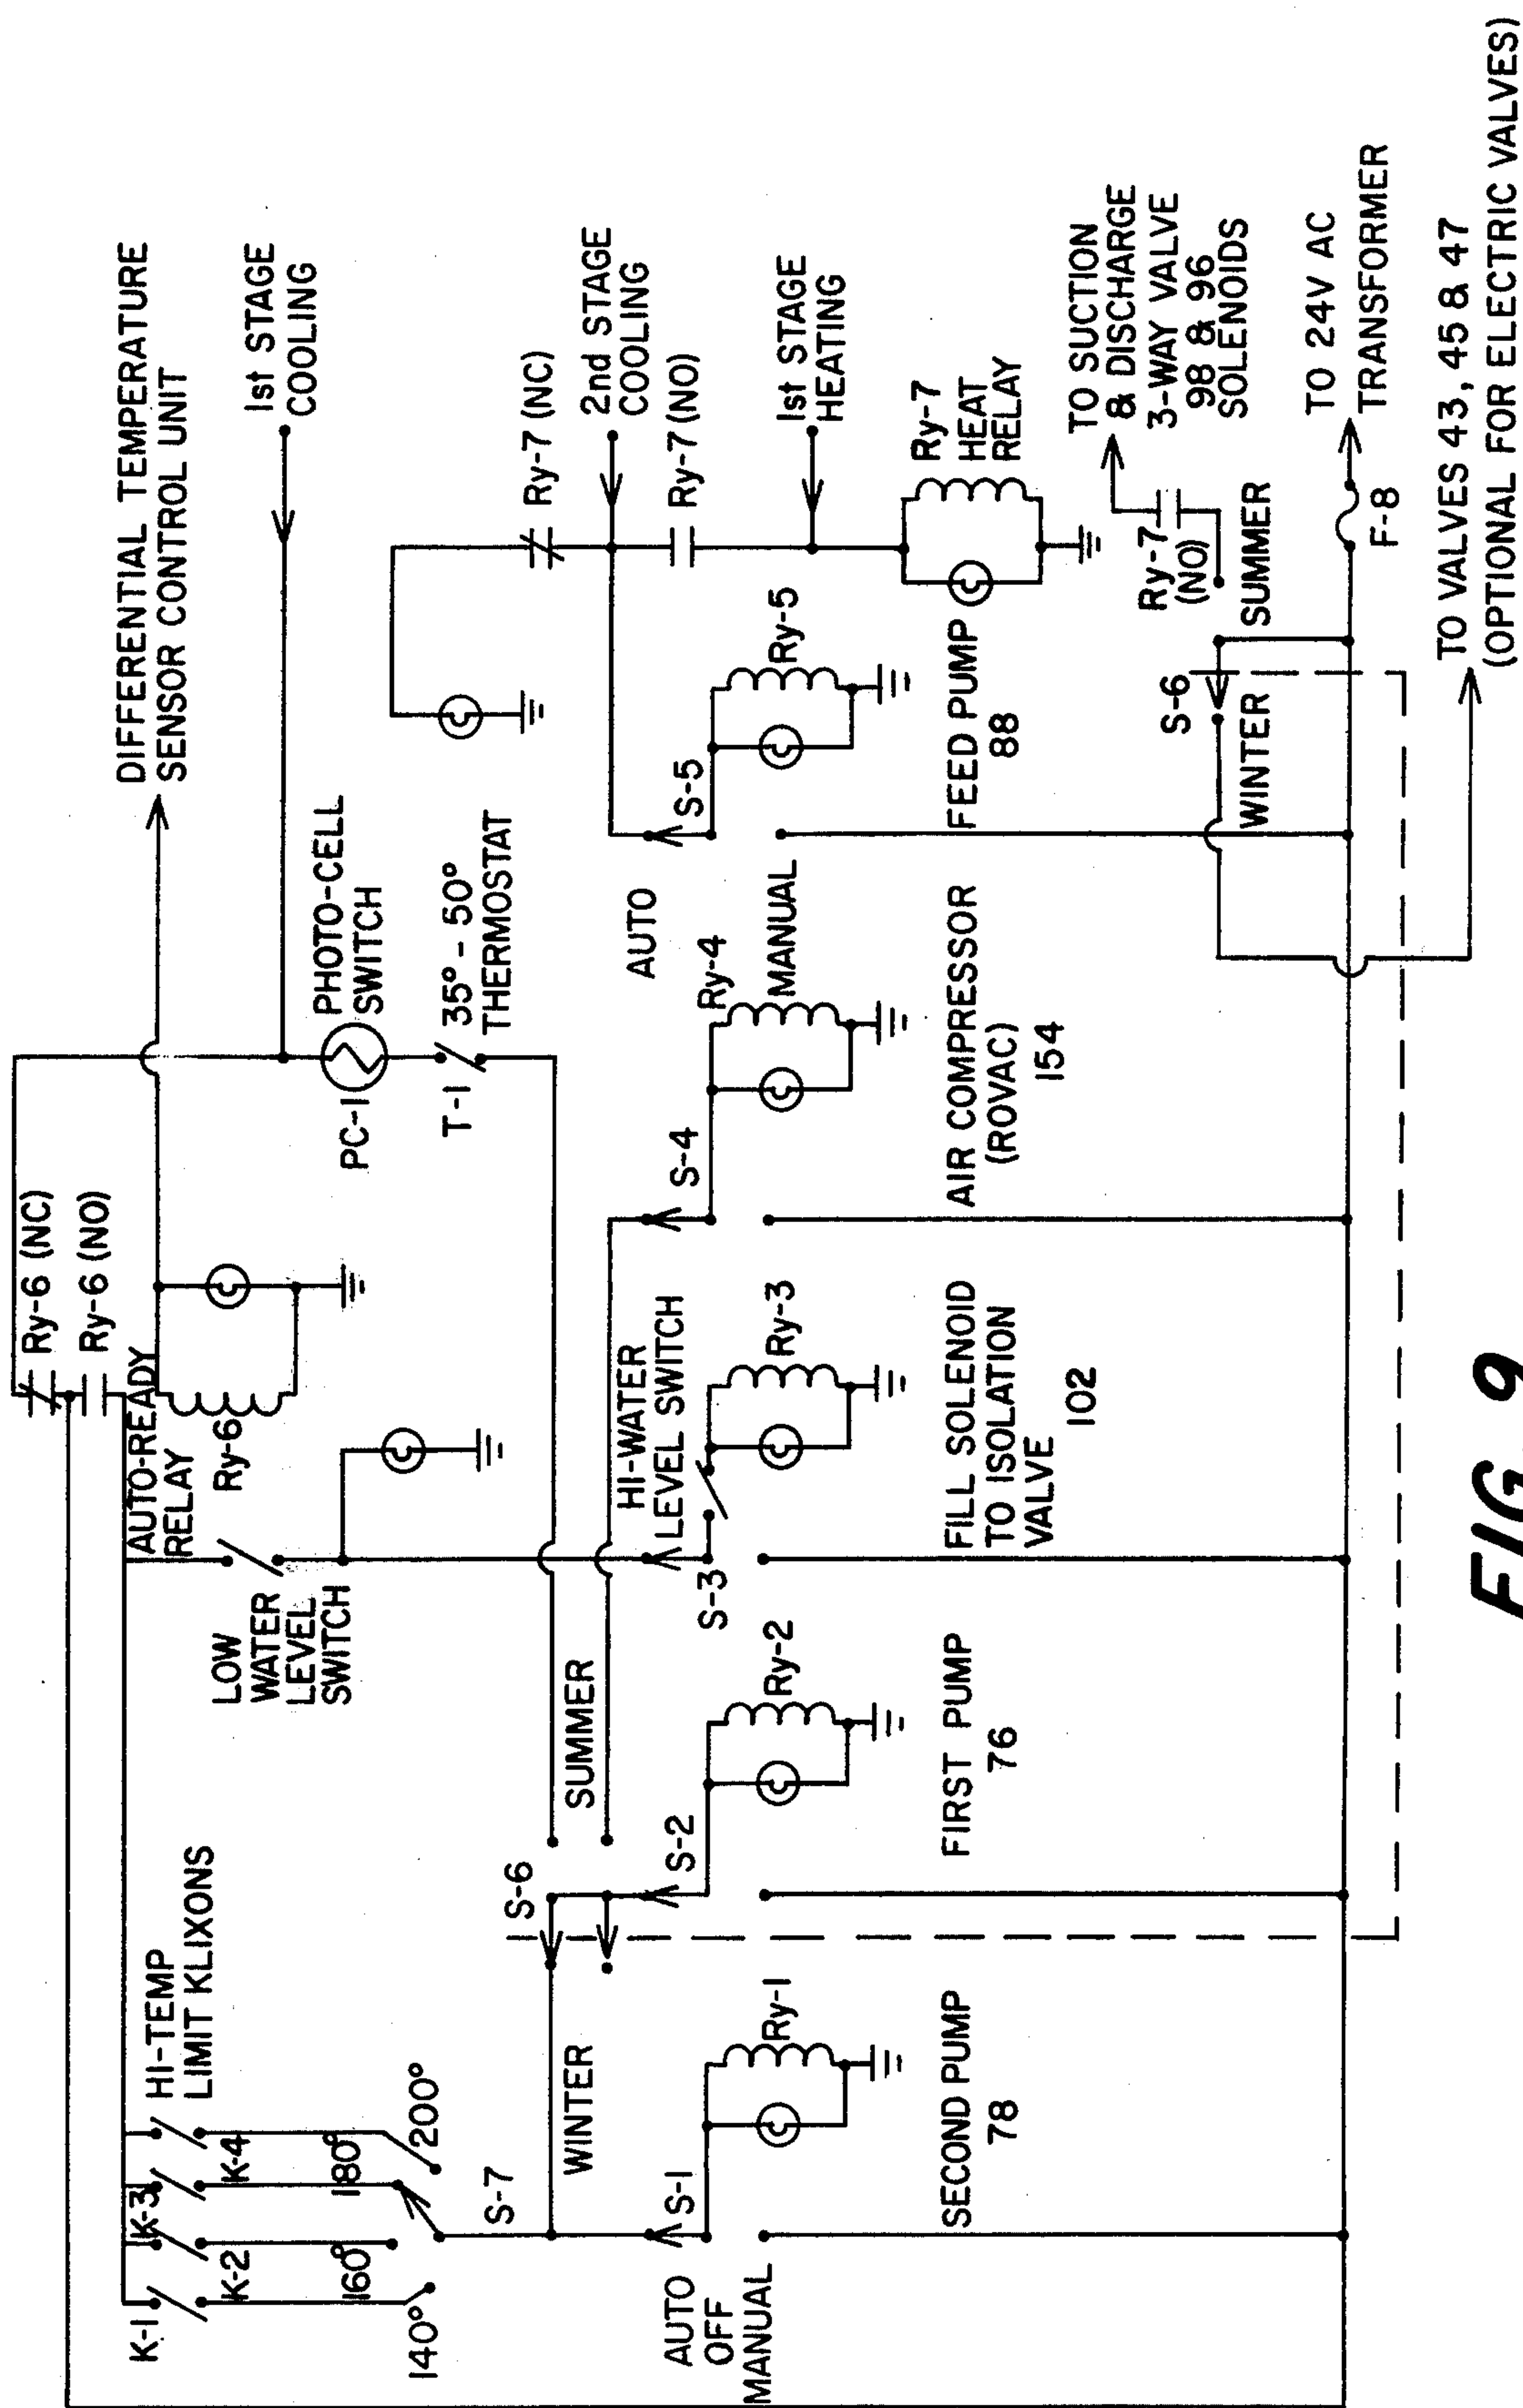 DIFFERENTIAL TEMPERATURE
SENSOR CONTROL UNIT
1st STAGE
COOLING
Ry-6 (NC)
Ry-6 (NO)
AUTO-READY
RELAY
Ry-6
PHOTO-CELL
SWITCH
PC-1
T-1
35°-50°
THERMOSTAT
HI-TEMP
LIMIT KLIXONS
K-1
K-2
K-3
K-4
140°
160°
180°
200°
S-7
LOW
WATER
LEVEL
SWITCH
Ry-7 (NC)
2nd STAGE
COOLING
Ry-7 (NO)
1st STAGE
HEATING
Ry-7
HEAT
RELAY
S-6
WINTER
SUMMER
HI-WATER
LEVEL SWITCH
AUTO
OFF
MANUAL
S-1
Ry-1
SECOND PUMP
78
S-2
Ry-2
FIRST PUMP
76
S-3
Ry-3
FILL SOLENOID
TO ISOLATION
VALVE
102
S-4
Ry-4
AIR COMPRESSOR
(ROVAC)
154
AUTO
MANUAL
S-5
Ry-5
FEED PUMP
88
TO SUCTION
& DISCHARGE
3-WAY VALVE
98 & 96
SOLENOIDS
Ry-7
(NO)
S-6
WINTER
SUMMER
TO 24V AC
TRANSFORMER
F-8
TO VALVES 43, 45 & 47
(OPTIONAL FOR ELECTRIC VALVES)
FIG. 9